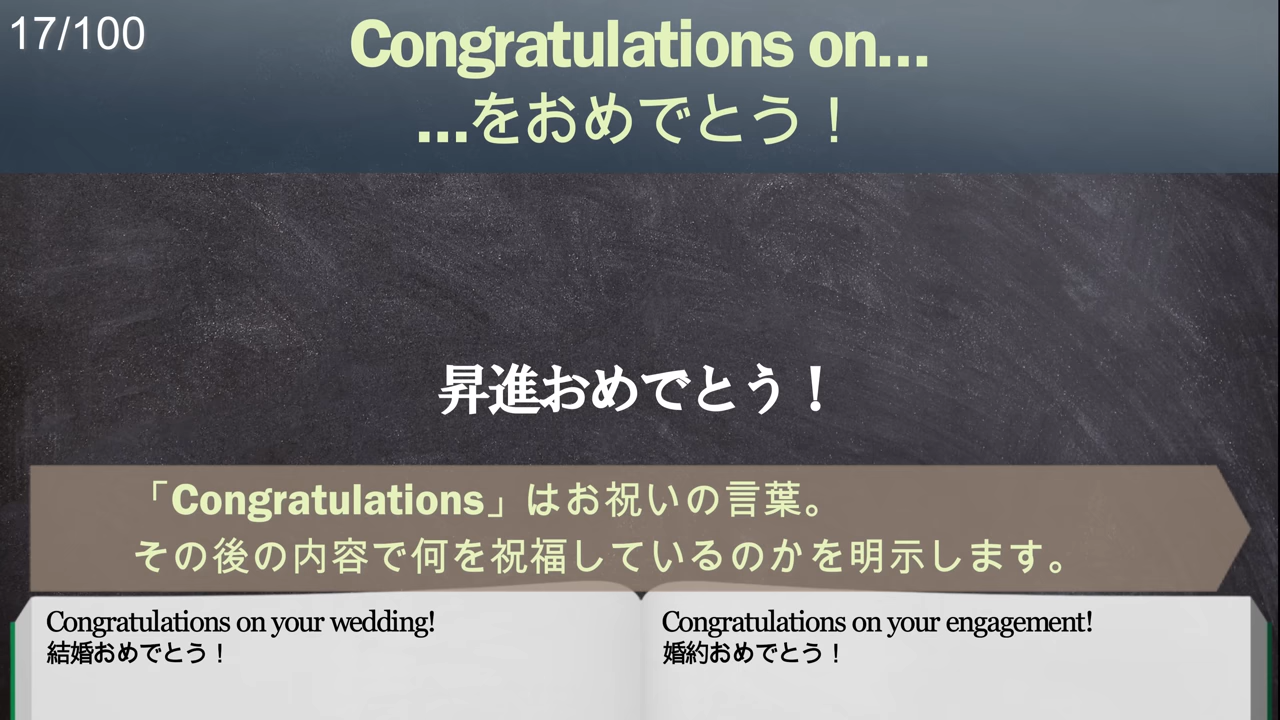 17/100
Congratulations on...
...をおめでとう！
昇進おめでとう！
「Congratulations」はお祝いの言葉。
その後の内容で何を祝福しているのかを明示します。
Congratulations on your wedding!
結婚おめでとう！
Congratulations on your engagement!
婚約おめでとう！